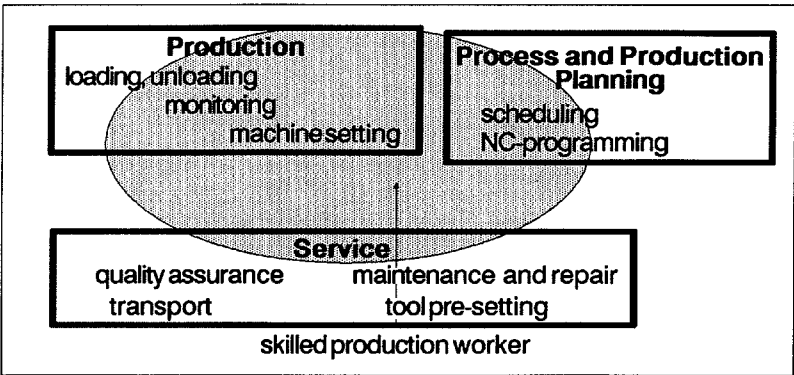 Production
loading, unloading
monitoring
machine setting
Process and Production
Planning
scheduling
NC-programming
Service
quality assurance maintenance and repair
transport tool pre-setting
skilled production worker